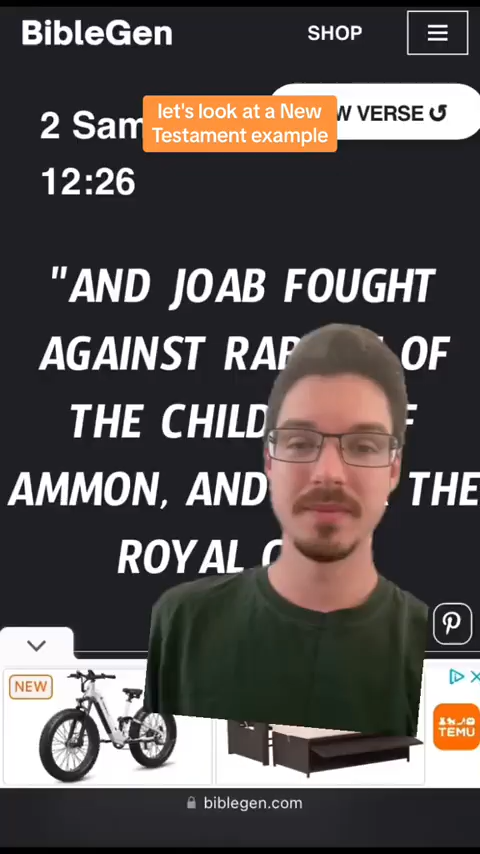 BibleGen
SHOP
let's look at a New
Testament example
2 Sam
W VERSE
12:26
"AND JOAB FOUGHT
AGAINST RAB OF
THE CHILD F
AMMON, AND THE
ROYAL C
NEW
TEMU
biblegen.com